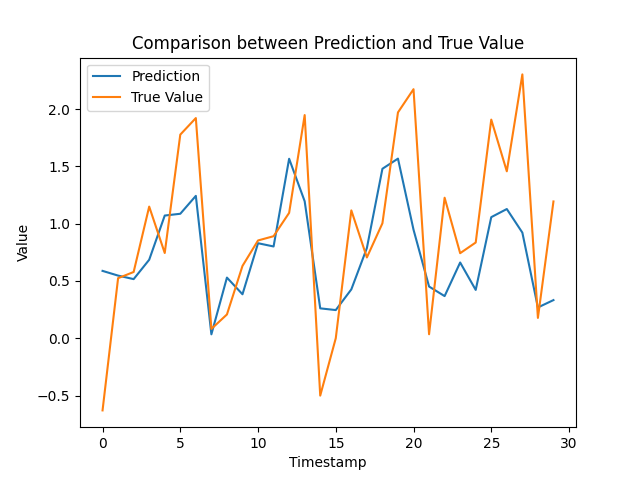 Comparison between Prediction and True Value
Prediction
True Value
2.0
1.5
1.0
0.5
0.0
−0.5
Value
0 5 10 15 20 25 30
Timestamp